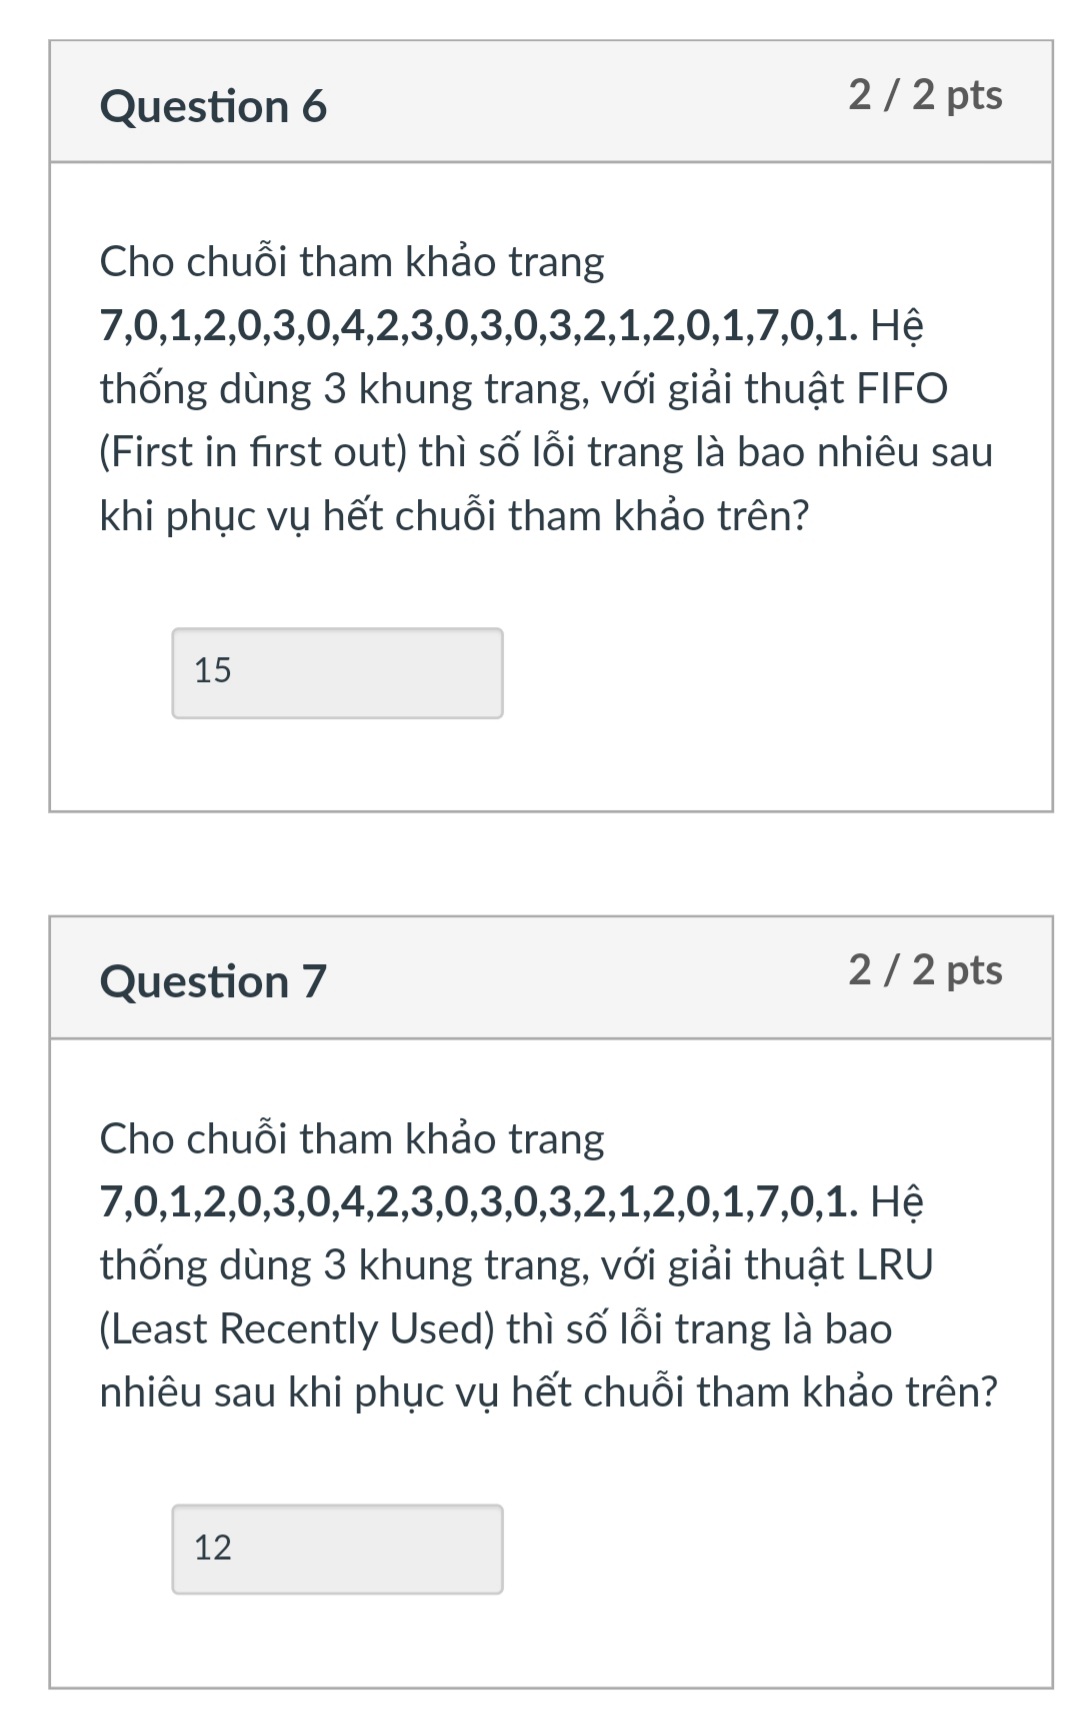 Question 6
2 / 2 pts
Cho chuỗi tham khảo trang
7,0,1,2,0,3,0,4,2,3,0,3,0,3,2,1,2,0,1,7,0,1. Hệ
thống dùng 3 khung trang, với giải thuật FIFO
(First in first out) thì số lỗi trang là bao nhiêu sau
khi phục vụ hết chuỗi tham khảo trên?
15
Question 7
2 / 2 pts
Cho chuỗi tham khảo trang
7,0,1,2,0,3,0,4,2,3,0,3,0,3,2,1,2,0,1,7,0,1. Hệ
thống dùng 3 khung trang, với giải thuật LRU
(Least Recently Used) thì số lỗi trang là bao
nhiêu sau khi phục vụ hết chuỗi tham khảo trên?
12